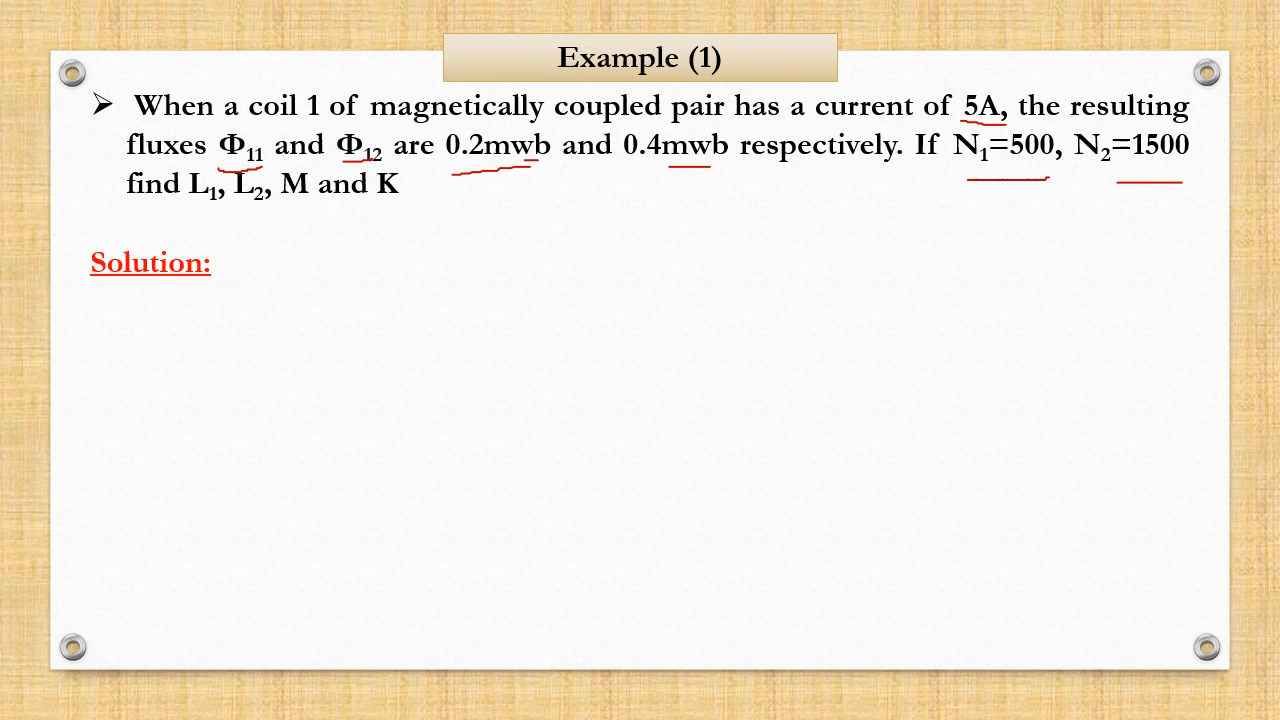 Example (1)
➢ When a coil 1 of magnetically coupled pair has a current of 5A, the resulting
fluxes Φ₁₁ and Φ₁₂ are 0.2mwb and 0.4mwb respectively. If N₁=500, N₂=1500
find L₁, L₂, M and K
Solution: